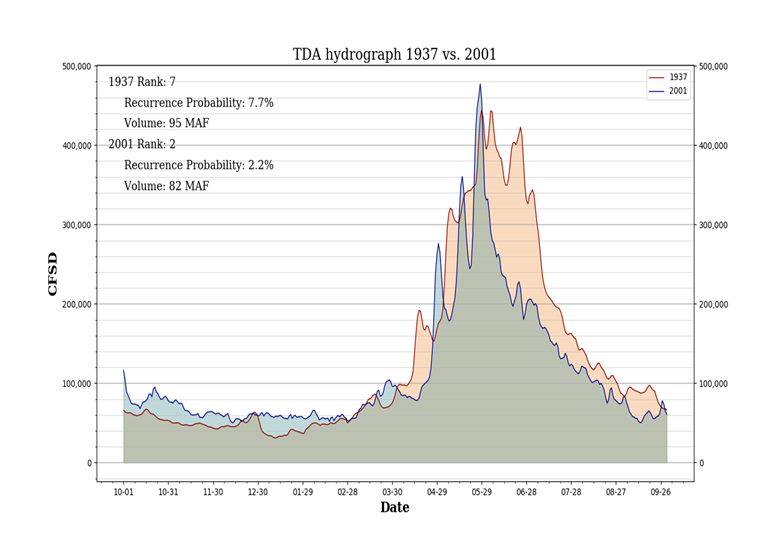 TDA hydrograph 1937 vs. 2001
500,000
400,000
300,000
200,000
100,000
0
CFSD
1937 Rank: 7
Recurrence Probability: 7.7%
Volume: 95 MAF
2001 Rank: 2
Recurrence Probability: 2.2%
Volume: 82 MAF
1937
2001
500,000
400,000
300,000
200,000
100,000
0
10-01 10-31 11-30 12-30 01-29 02-28 03-30 04-29 05-29 06-28 07-28 08-27 09-26
Date